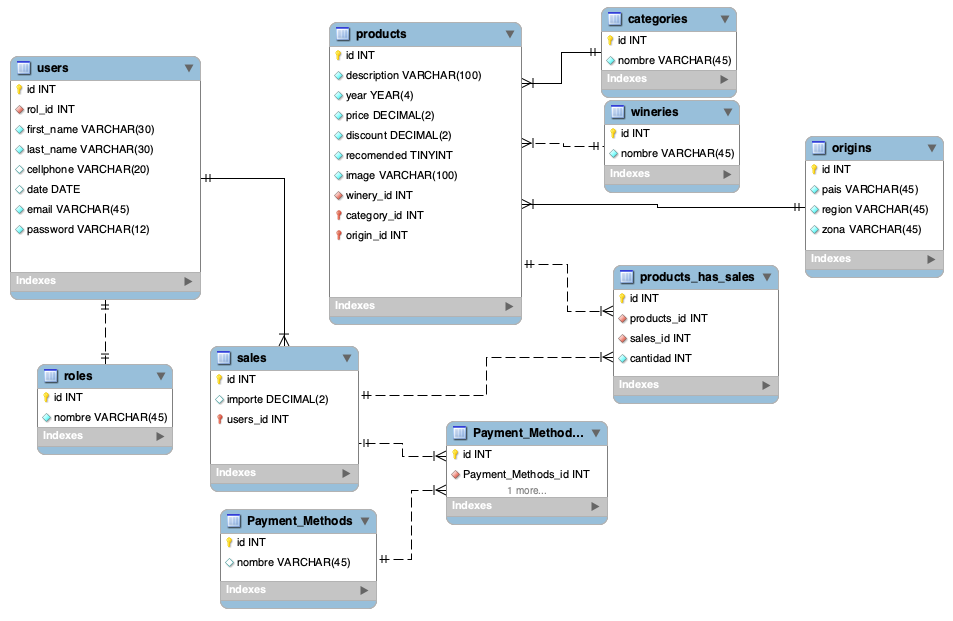 users
id INT
rol_id INT
first_name VARCHAR(30)
last_name VARCHAR(30)
cellphone VARCHAR(20)
date DATE
email VARCHAR(45)
password VARCHAR(12)
Indexes
roles
id INT
nombre VARCHAR(45)
Indexes
products
id INT
description VARCHAR(100)
year YEAR(4)
price DECIMAL(2)
discount DECIMAL(2)
recomended TINYINT
image VARCHAR(100)
winery_id INT
category_id INT
origin_id INT
Indexes
categories
id INT
nombre VARCHAR(45)
Indexes
wineries
id INT
nombre VARCHAR(45)
Indexes
origins
id INT
pais VARCHAR(45)
region VARCHAR(45)
zona VARCHAR(45)
Indexes
products_has_sales
id INT
products_id INT
sales_id INT
cantidad INT
Indexes
sales
id INT
importe DECIMAL(2)
users_id INT
Indexes
Payment_Method...
id INT
Payment_Methods_id INT
1 more...
Indexes
Payment_Methods
id INT
nombre VARCHAR(45)
Indexes